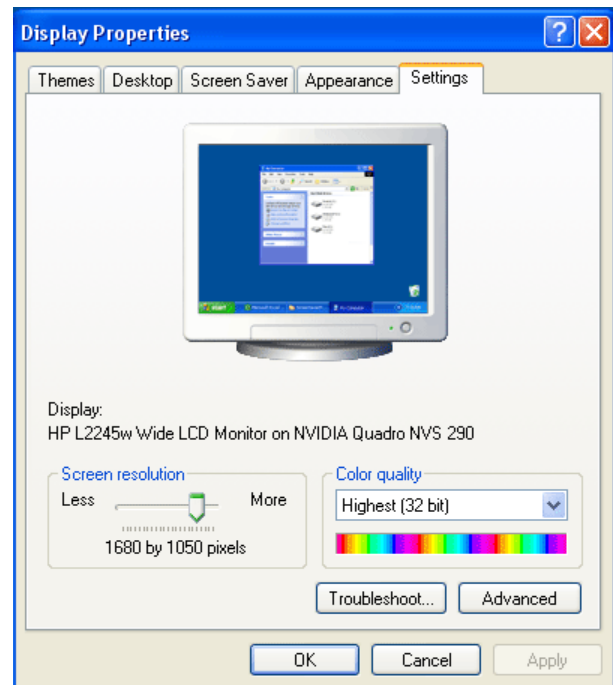 Display Properties
Themes Desktop Screen Saver Appearance Settings
Display:
HP L2245w Wide LCD Monitor on NVIDIA Quadro NVS 290
Screen resolution
Less More
1680 by 1050 pixels
Color quality
Highest (32 bit)
Troubleshoot... Advanced
OK Cancel Apply